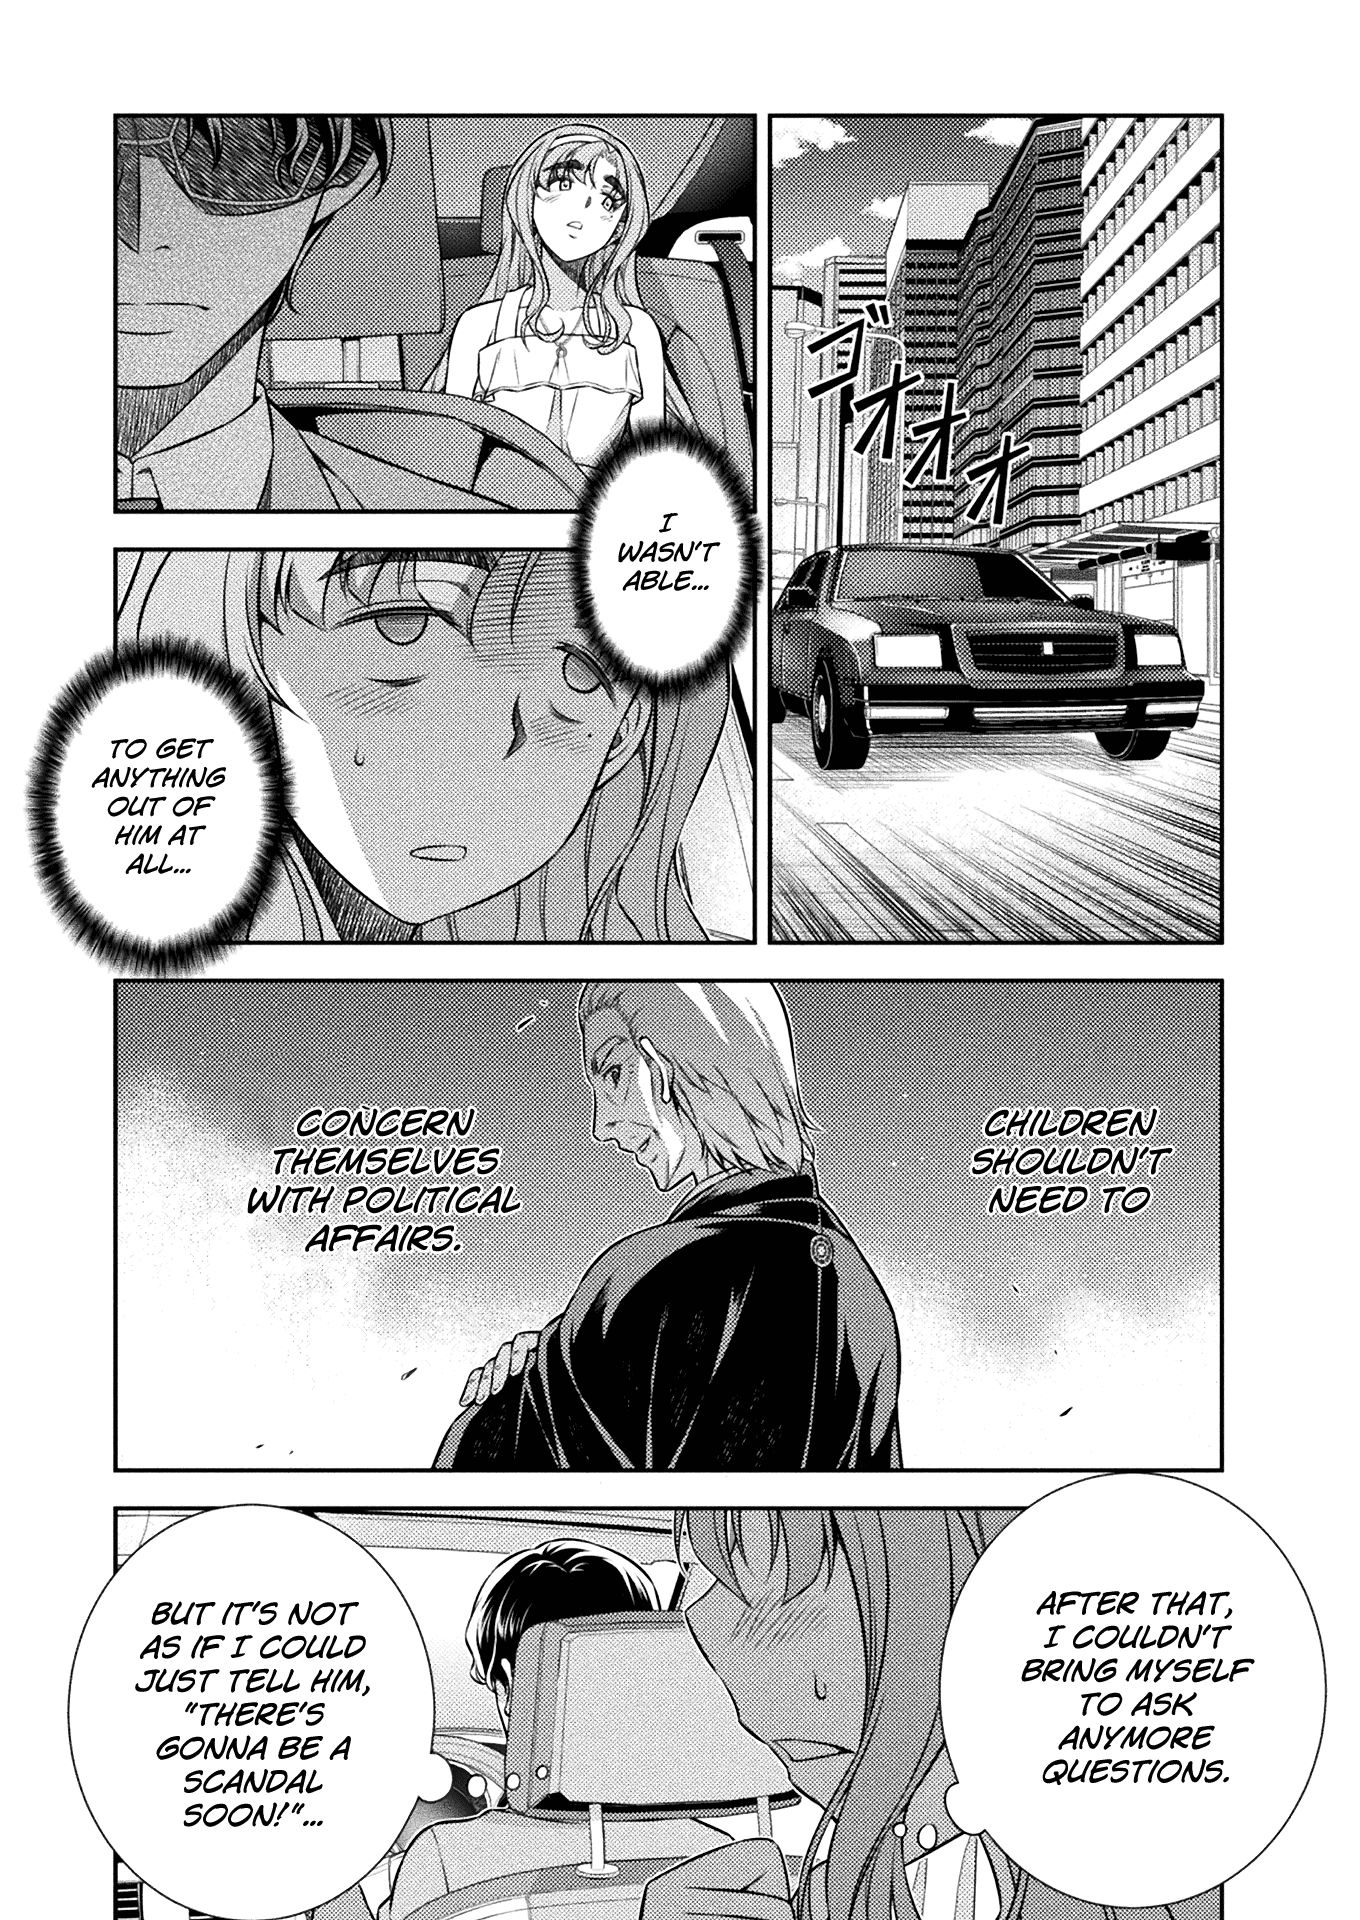 ゴオオオ
I
WASN'T
ABLE...
TO GET
ANYTHING
OUT OF
HIM AT
ALL...
CHILDREN
SHOULDN'T
NEED TO
CONCERN
THEMSELVES
WITH POLITICAL
AFFAIRS.
AFTER THAT,
I COULDN'T
BRING MYSELF
TO ASK
ANYMORE
QUESTIONS.
BUT IT'S NOT
AS IF I COULD
JUST TELL HIM,
"THERE'S
GONNA BE A
SCANDAL
SOON!"...